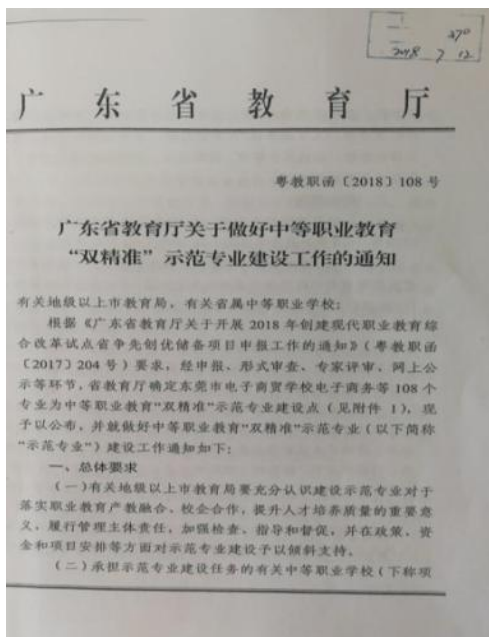 270
2018 7 12
广东省教育厅
粤教职函〔2018〕108号
广东省教育厅关于做好中等职业教育
“双精准”示范专业建设工作的通知
有关地级以上市教育局，有关省属中等职业学校：
根据《广东省教育厅关于开展2018年创建现代职业教育综
合改革试点省争先创优储备项目申报工作的通知》（粤教职函
〔2017〕204号）要求，经申报、形式审查、专家评审、网上公
示等环节，省教育厅确定东莞市电子商贸学校电子商务等108个
专业为中等职业教育“双精准”示范专业建设点（见附件1），现
予以公布，并就做好中等职业教育“双精准”示范专业（以下简称
“示范专业”）建设工作通知如下：
一、总体要求
（一）有关地级以上市教育局要充分认识建设示范专业对于
落实职业教育产教融合、校企合作，提升人才培养质量的重要意
义，履行管理主体责任，加强检查、指导和督促，并在政策、资
金和项目安排等方面对示范专业建设予以倾斜支持。
（二）承担示范专业建设任务的有关中等职业学校（下称项